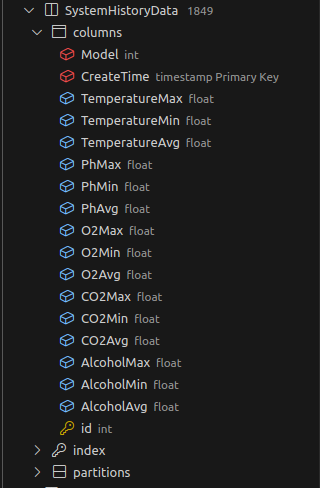 SystemHistoryData 1849
columns
Model int
CreateTime timestamp Primary Key
TemperatureMax float
TemperatureMin float
TemperatureAvg float
PhMax float
PhMin float
PhAvg float
O2Max float
O2Min float
O2Avg float
CO2Max float
CO2Min float
CO2Avg float
AlcoholMax float
AlcoholMin float
AlcoholAvg float
id int
index
partitions